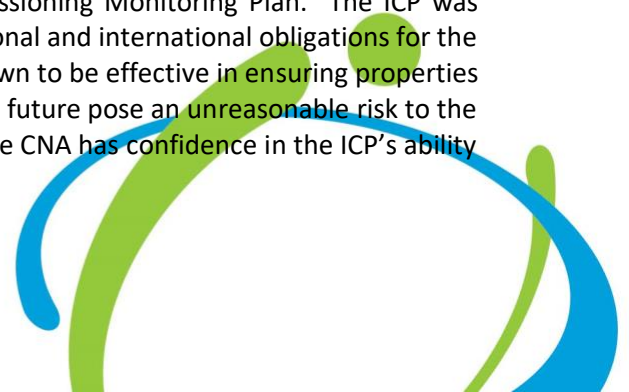 ssioning Monitoring Plan. The ICP was
onal and international obligations for the
wn to be effective in ensuring properties
future pose an unreasonable risk to the
e CNA has confidence in the ICP's ability